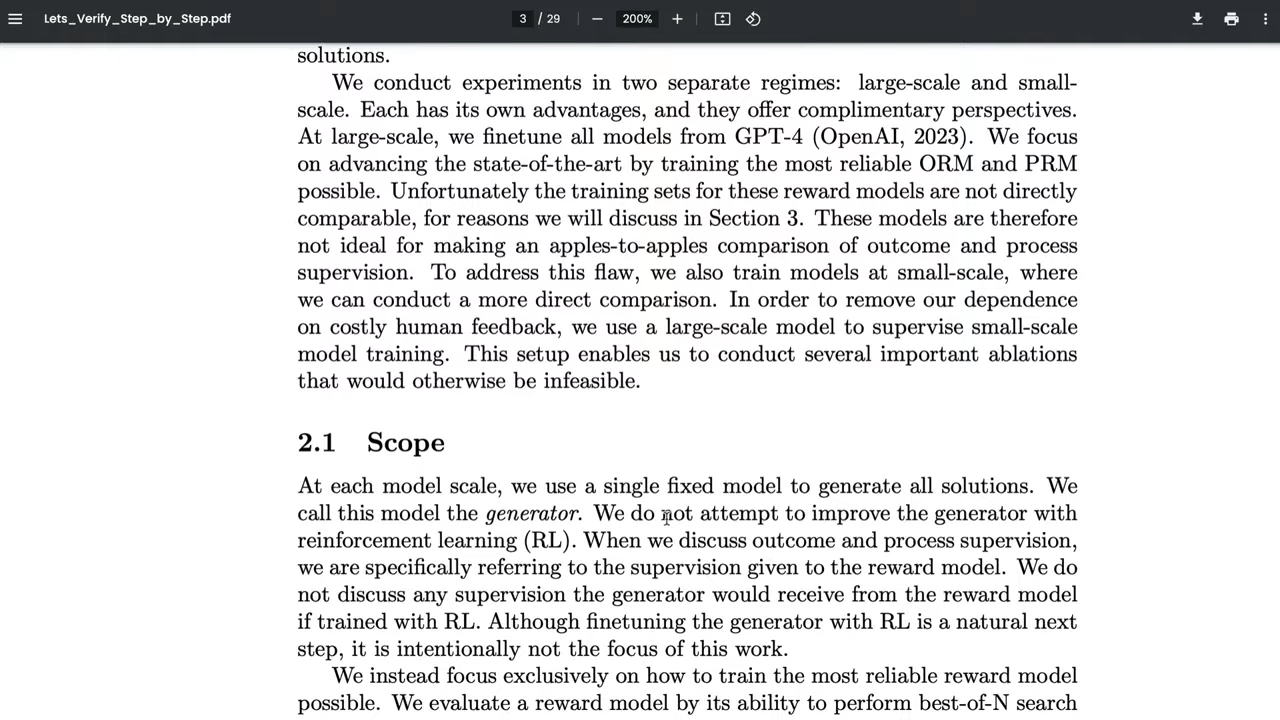 Lets_Verify_Step_by_Step.pdf
3 / 29
200%
solutions.
We conduct experiments in two separate regimes: large-scale and small-
scale. Each has its own advantages, and they offer complimentary perspectives.
At large-scale, we finetune all models from GPT-4 (OpenAI, 2023). We focus
on advancing the state-of-the-art by training the most reliable ORM and PRM
possible. Unfortunately the training sets for these reward models are not directly
comparable, for reasons we will discuss in Section 3. These models are therefore
not ideal for making an apples-to-apples comparison of outcome and process
supervision. To address this flaw, we also train models at small-scale, where
we can conduct a more direct comparison. In order to remove our dependence
on costly human feedback, we use a large-scale model to supervise small-scale
model training. This setup enables us to conduct several important ablations
that would otherwise be infeasible.
2.1 Scope
At each model scale, we use a single fixed model to generate all solutions. We
call this model the generator. We do not attempt to improve the generator with
reinforcement learning (RL). When we discuss outcome and process supervision,
we are specifically referring to the supervision given to the reward model. We do
not discuss any supervision the generator would receive from the reward model
if trained with RL. Although finetuning the generator with RL is a natural next
step, it is intentionally not the focus of this work.
We instead focus exclusively on how to train the most reliable reward model
possible. We evaluate a reward model by its ability to perform best-of-N search